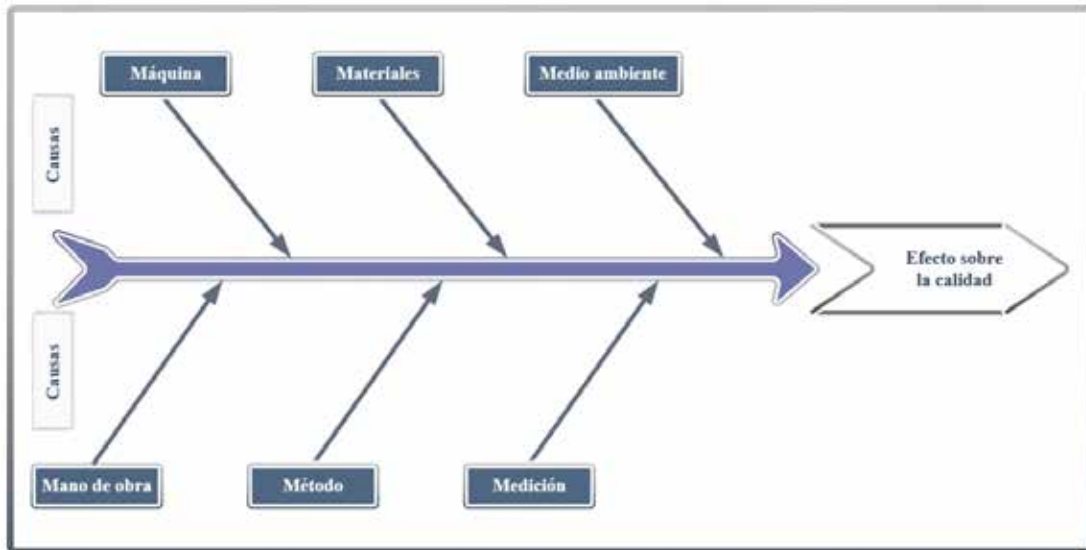 Máquina
Materiales
Medio ambiente
Causas
Efecto sobre
la calidad
Causas
Mano de obra
Método
Medición